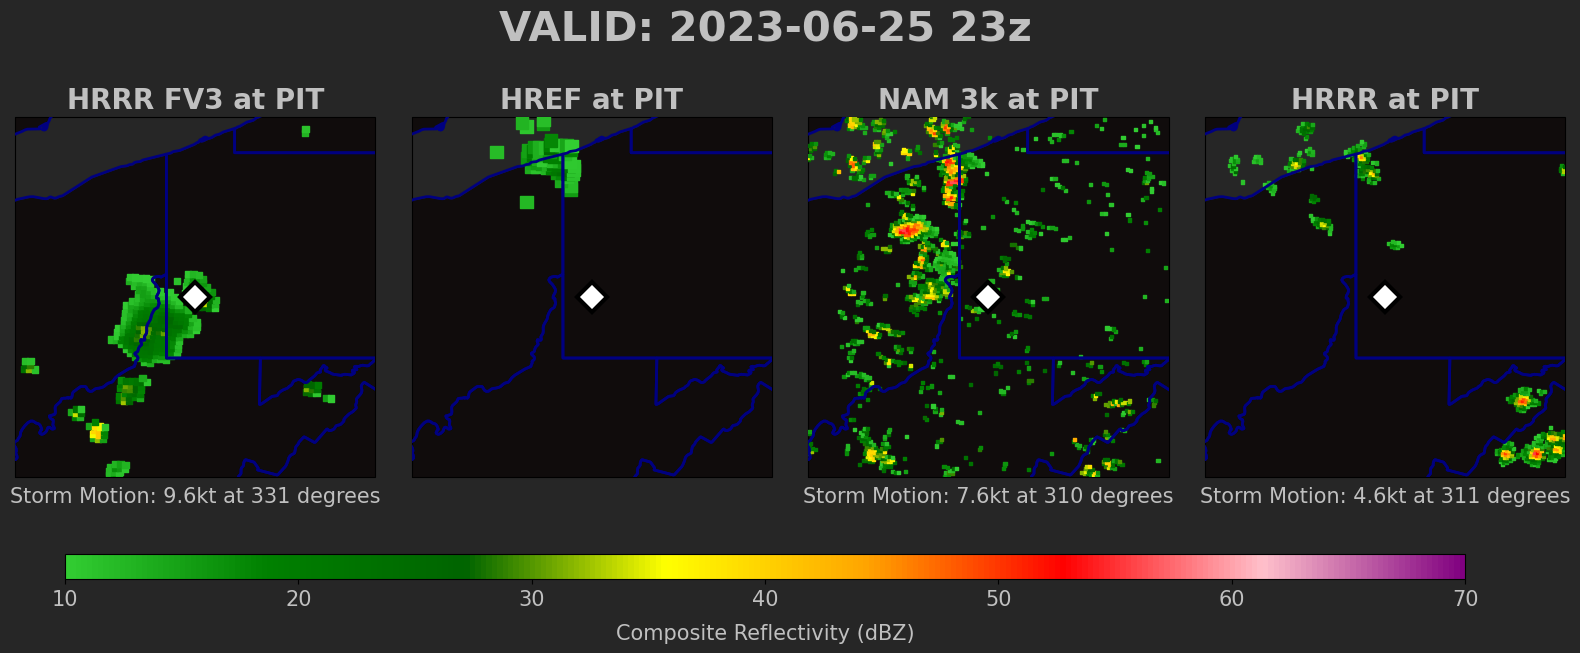 VALID: 2023-06-25 23z
HRRR FV3 at PIT
HREF at PIT
NAM 3k at PIT
HRRR at PIT
Storm Motion: 9.6kt at 331 degrees
Storm Motion: 7.6kt at 310 degrees
Storm Motion: 4.6kt at 311 degrees
10 20 30 40 50 60 70
Composite Reflectivity (dBZ)